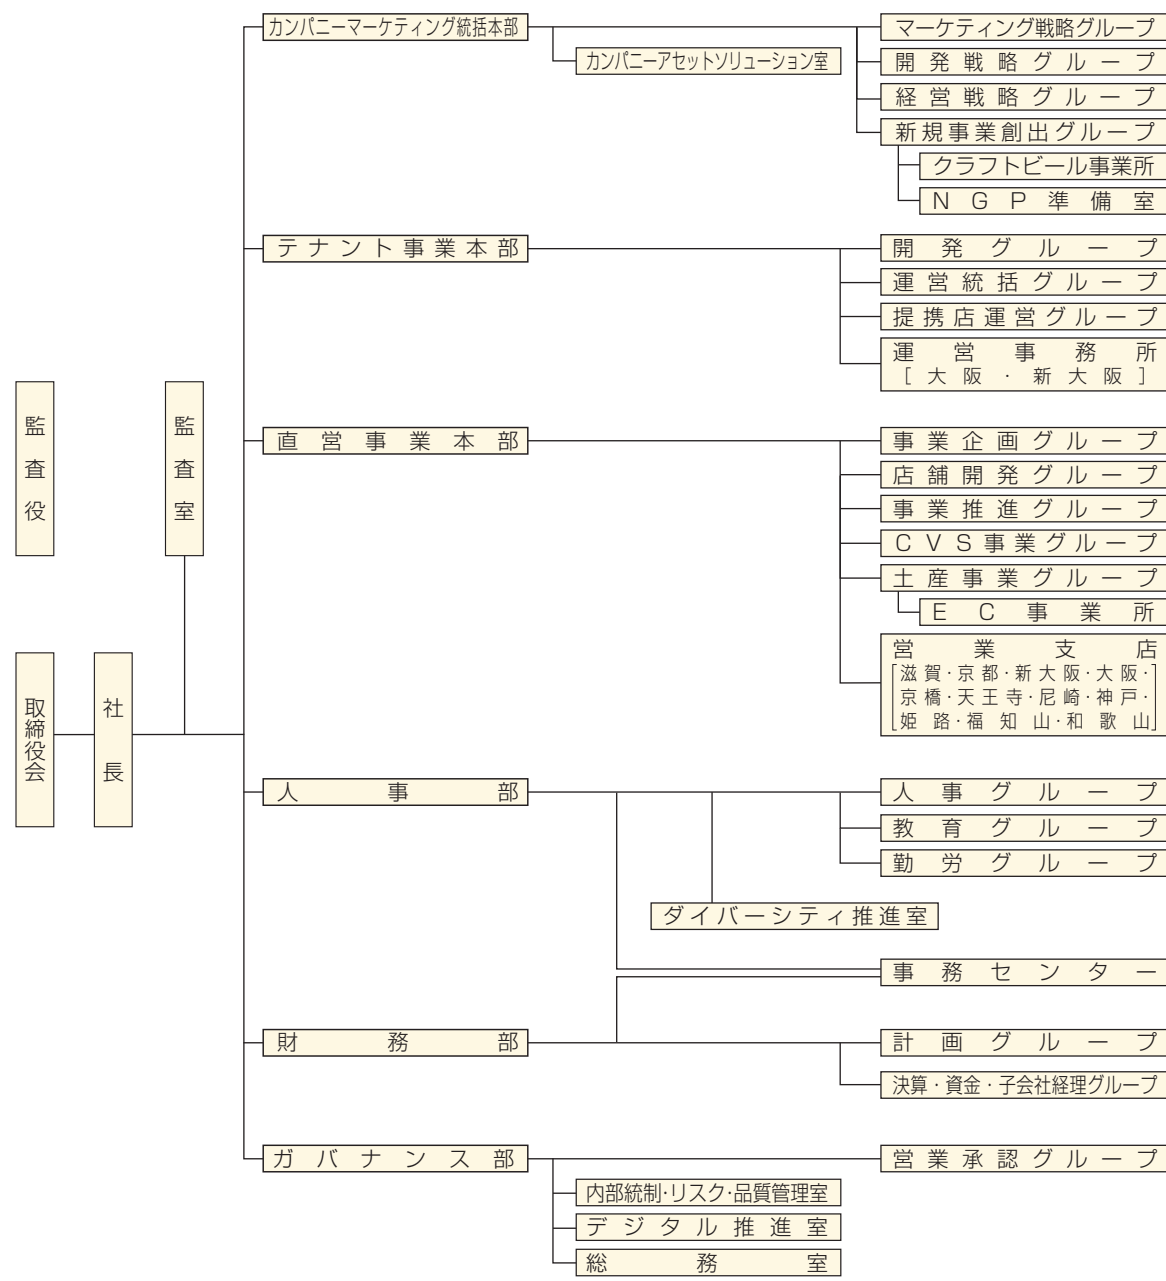 監査役
取締役会
社長
監査室
カンパニーマーケティング統括本部
カンパニーアセットソリューション室
マーケティング戦略グループ
開発戦略グループ
経営戦略グループ
新規事業創出グループ
クラフトビール事業所
NGP準備室
テナント事業本部
開発グループ
運営統括グループ
提携店運営グループ
運営事務所
[大阪・新大阪]
直営事業本部
事業企画グループ
店舗開発グループ
事業推進グループ
CVS事業グループ
土産事業グループ
EC事業所
営業支店
[滋賀・京都・新大阪・大阪・
京橋・天王寺・尼崎・神戸・
姫路・福知山・和歌山]
人事部
人事グループ
教育グループ
勤労グループ
ダイバーシティ推進室
事務センター
財務部
計画グループ
決算・資金・子会社経理グループ
ガバナンス部
営業承認グループ
内部統制・リスク・品質管理室
デジタル推進室
総務室